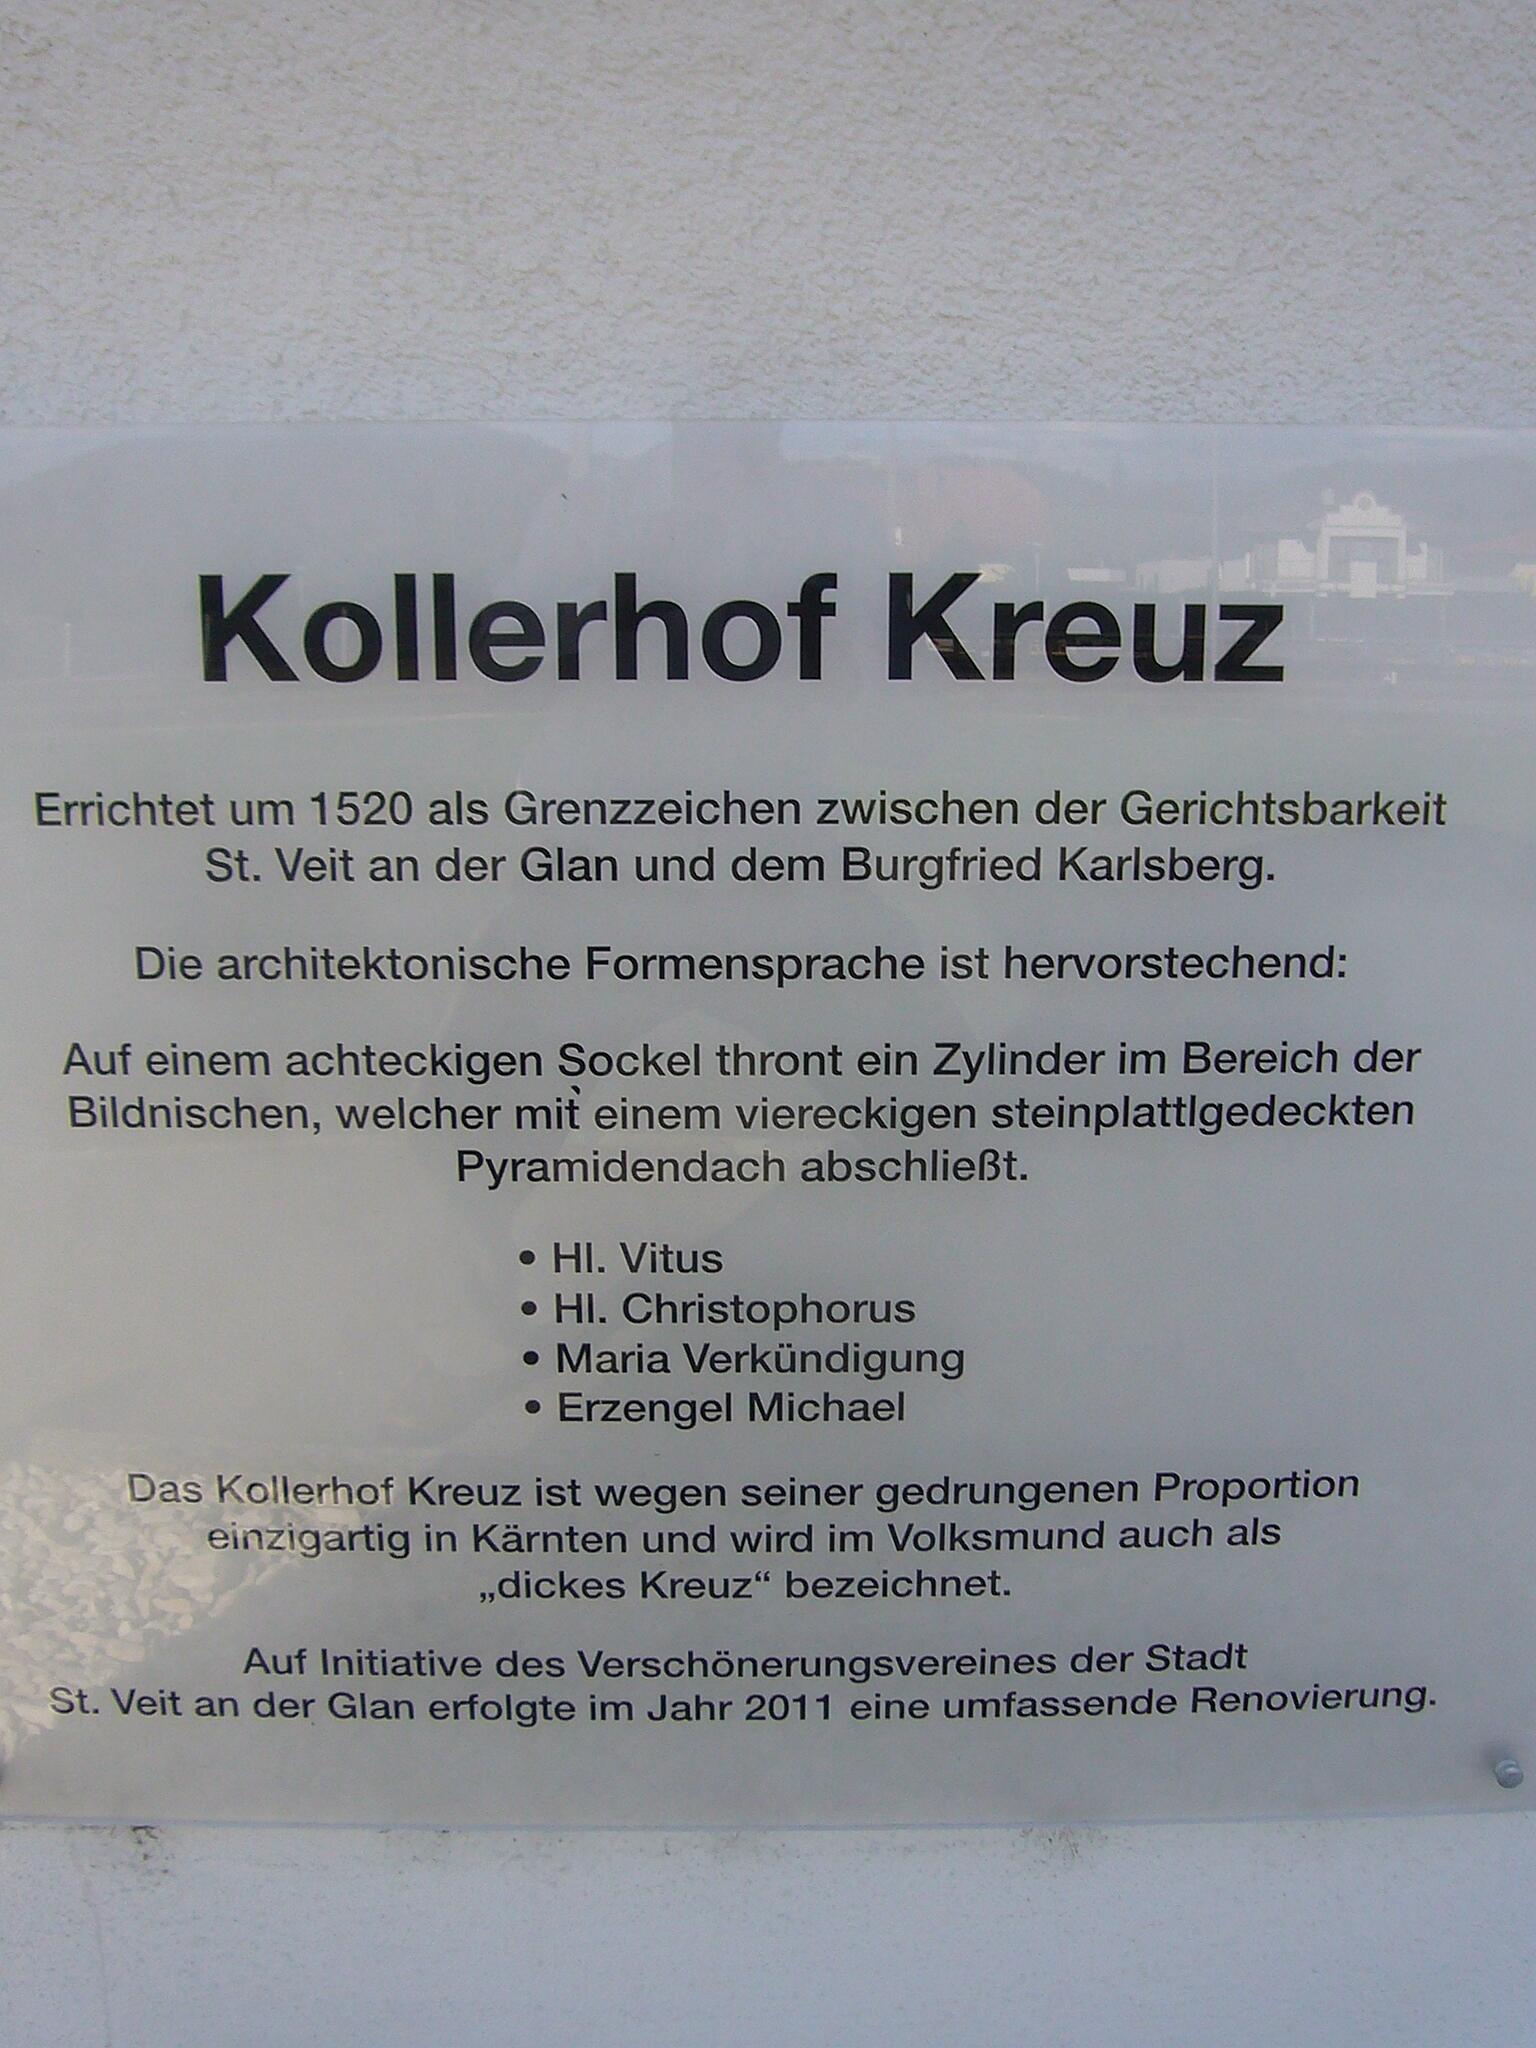 Kollerhof Kreuz
Errichtet um 1520 als Grenzzeichen zwischen der Gerichtsbarkeit
St. Veit an der Glan und dem Burgfried Karlsberg.
Die architektonische Formensprache ist hervorstechend:
Auf einem achteckigen Sockel thront ein Zylinder im Bereich der
Bildnischen, welcher mit einem viereckigen steinplattlgedeckten
Pyramidendach abschließt.
• Hl. Vitus
• Hl. Christophorus
• Maria Verkündigung
• Erzengel Michael
Das Kollerhof Kreuz ist wegen seiner gedrungenen Proportion
einzigartig in Kärnten und wird im Volksmund auch als
„dickes Kreuz“ bezeichnet.
Auf Initiative des Verschönerungsvereines der Stadt
St. Veit an der Glan erfolgte im Jahr 2011 eine umfassende Renovierung.